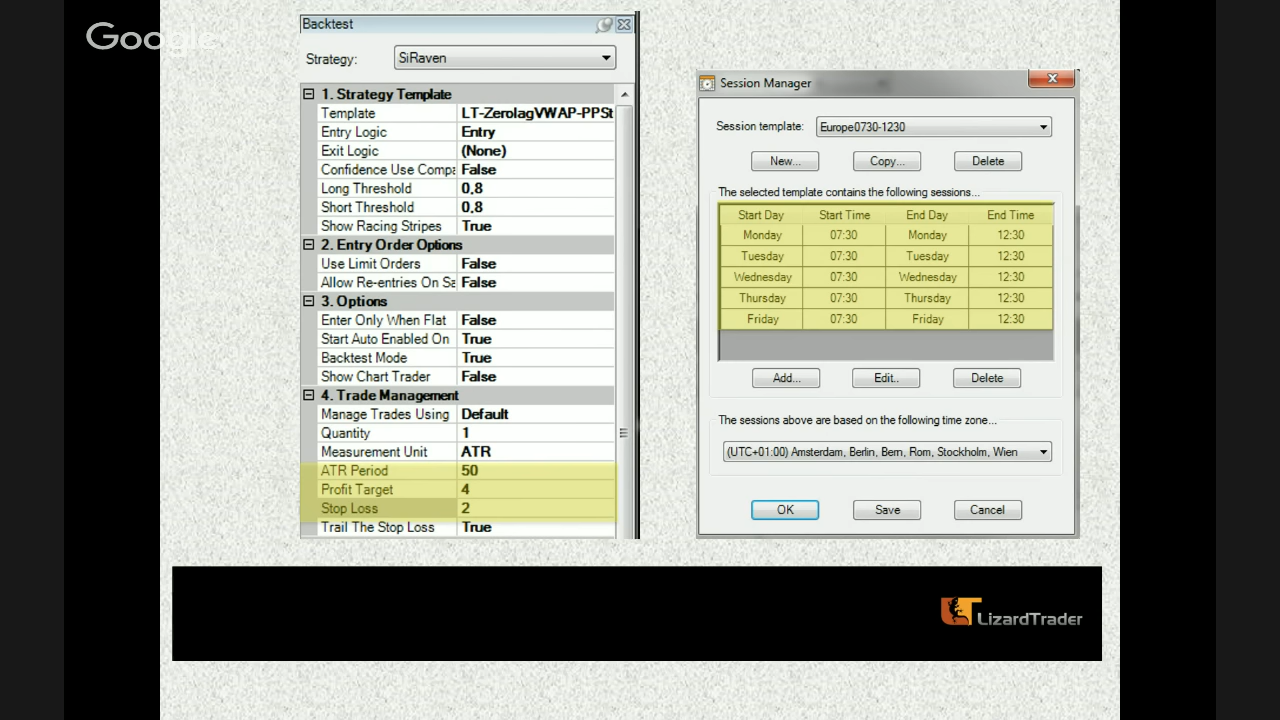 Google
Backtest
Strategy: SiRaven
1. Strategy Template
Template LT-ZerolagVWAP-PPSt
Entry Logic Entry
Exit Logic (None)
Confidence Use Compa False
Long Threshold 0,8
Short Threshold 0,8
Show Racing Stripes True
2. Entry Order Options
Use Limit Orders False
Allow Re-entries On Sa False
3. Options
Enter Only When Flat False
Start Auto Enabled On True
Backtest Mode True
Show Chart Trader False
4. Trade Management
Manage Trades Using Default
Quantity 1
Measurement Unit ATR
ATR Period 50
Profit Target 4
Stop Loss 2
Trail The Stop Loss True
Session Manager
Session template: Europe0730-1230
New... Copy... Delete
The selected template contains the following sessions...
Start Day Start Time End Day End Time
Monday 07:30 Monday 12:30
Tuesday 07:30 Tuesday 12:30
Wednesday 07:30 Wednesday 12:30
Thursday 07:30 Thursday 12:30
Friday 07:30 Friday 12:30
Add... Edit.. Delete
The sessions above are based on the following time zone...
(UTC+01:00) Amsterdam, Berlin, Bern, Rom, Stockholm, Wien
OK Save Cancel
LizardTrader